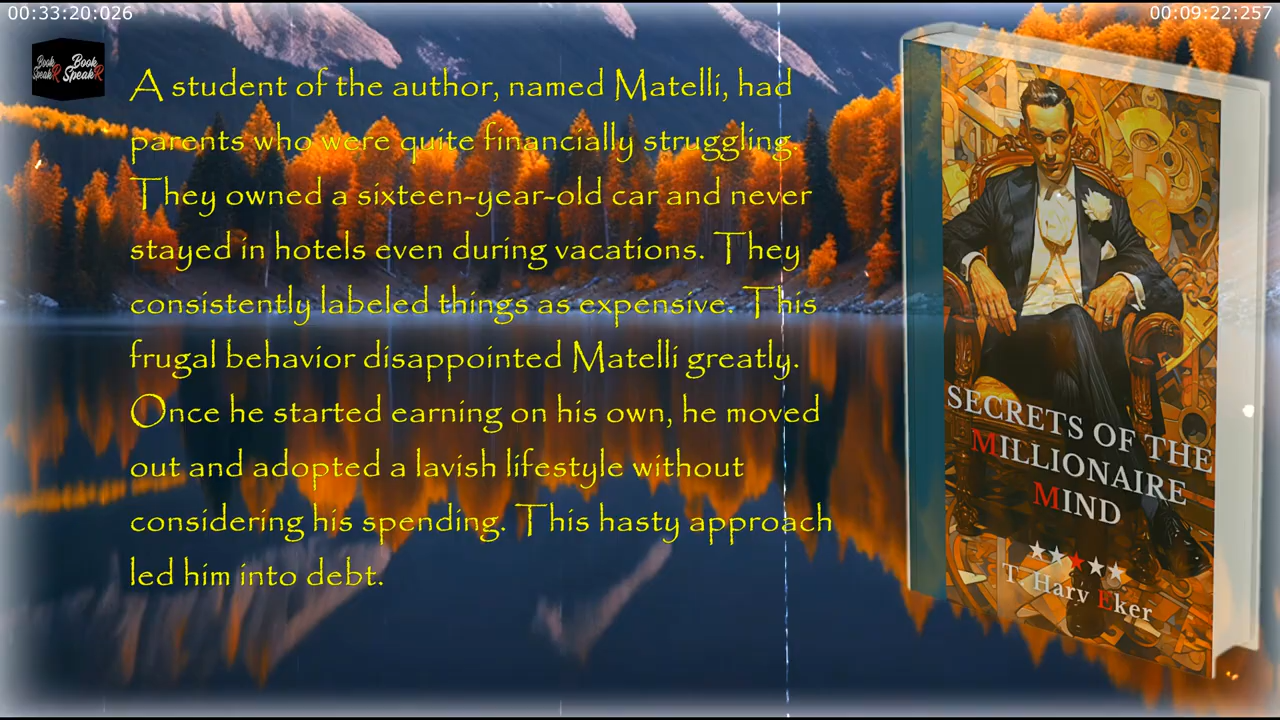 00:33:20:026
00:09:22:257
Book Book
SpeakR SpeakR
A student of the author, named Matelli, had
parents who were quite financially struggling.
They owned a sixteen-year-old car and never
stayed in hotels even during vacations. They
consistently labeled things as expensive. This
frugal behavior disappointed Matelli greatly.
Once he started earning on his own, he moved
out and adopted a lavish lifestyle without
considering his spending. This hasty approach
led him into debt.
SECRETS OF THE
MILLIONAIRE
MIND
T. Harv Eker